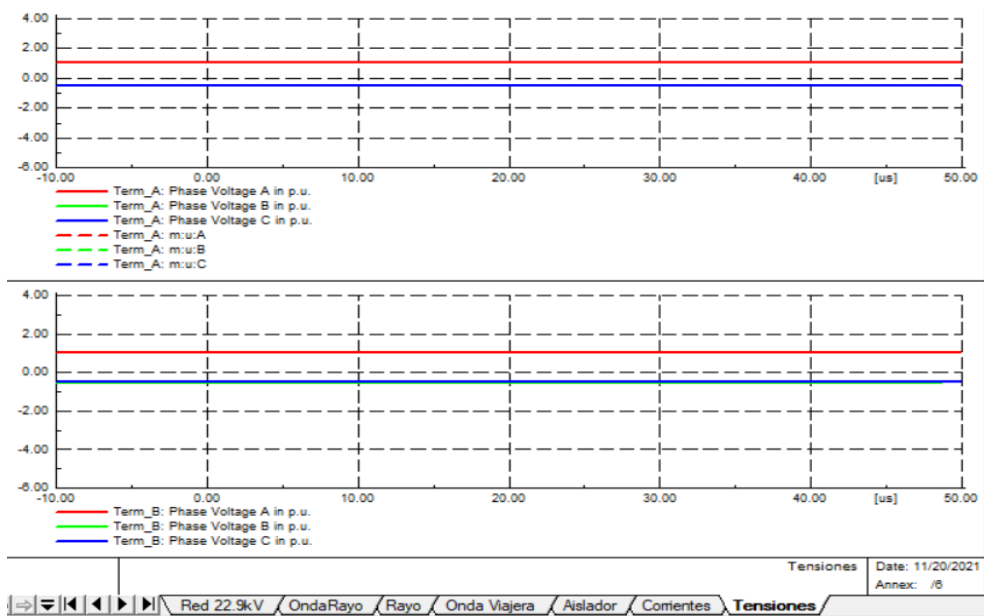 4.00
2.00
0.00
-2.00
-4.00
-6.00
-10.00 0.00 10.00 20.00 30.00 40.00 [us] 50.00
Term_A: Phase Voltage A in p.u.
Term_A: Phase Voltage B in p.u.
Term_A: Phase Voltage C in p.u.
Term_A: m:u:A
Term_A: m:u:B
Term_A: m:u:C
4.00
2.00
0.00
-2.00
-4.00
-6.00
-10.00 0.00 10.00 20.00 30.00 40.00 [us] 50.00
Term_B: Phase Voltage A in p.u.
Term_B: Phase Voltage B in p.u.
Term_B: Phase Voltage C in p.u.
Tensiones Date: 11/20/2021
Annex: /6
Red 22.9kV OndaRayo Rayo Onda Viajera Aislador Corrientes Tensiones